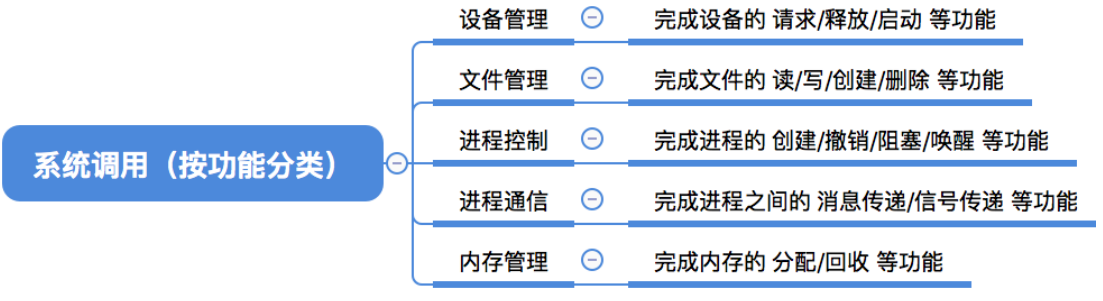 设备管理 完成设备的 请求/释放/启动 等功能
文件管理 完成文件的 读/写/创建/删除 等功能
进程控制 完成进程的 创建/撤销/阻塞/唤醒 等功能
系统调用（按功能分类）
进程通信 完成进程之间的 消息传递/信号传递 等功能
内存管理 完成内存的 分配/回收 等功能